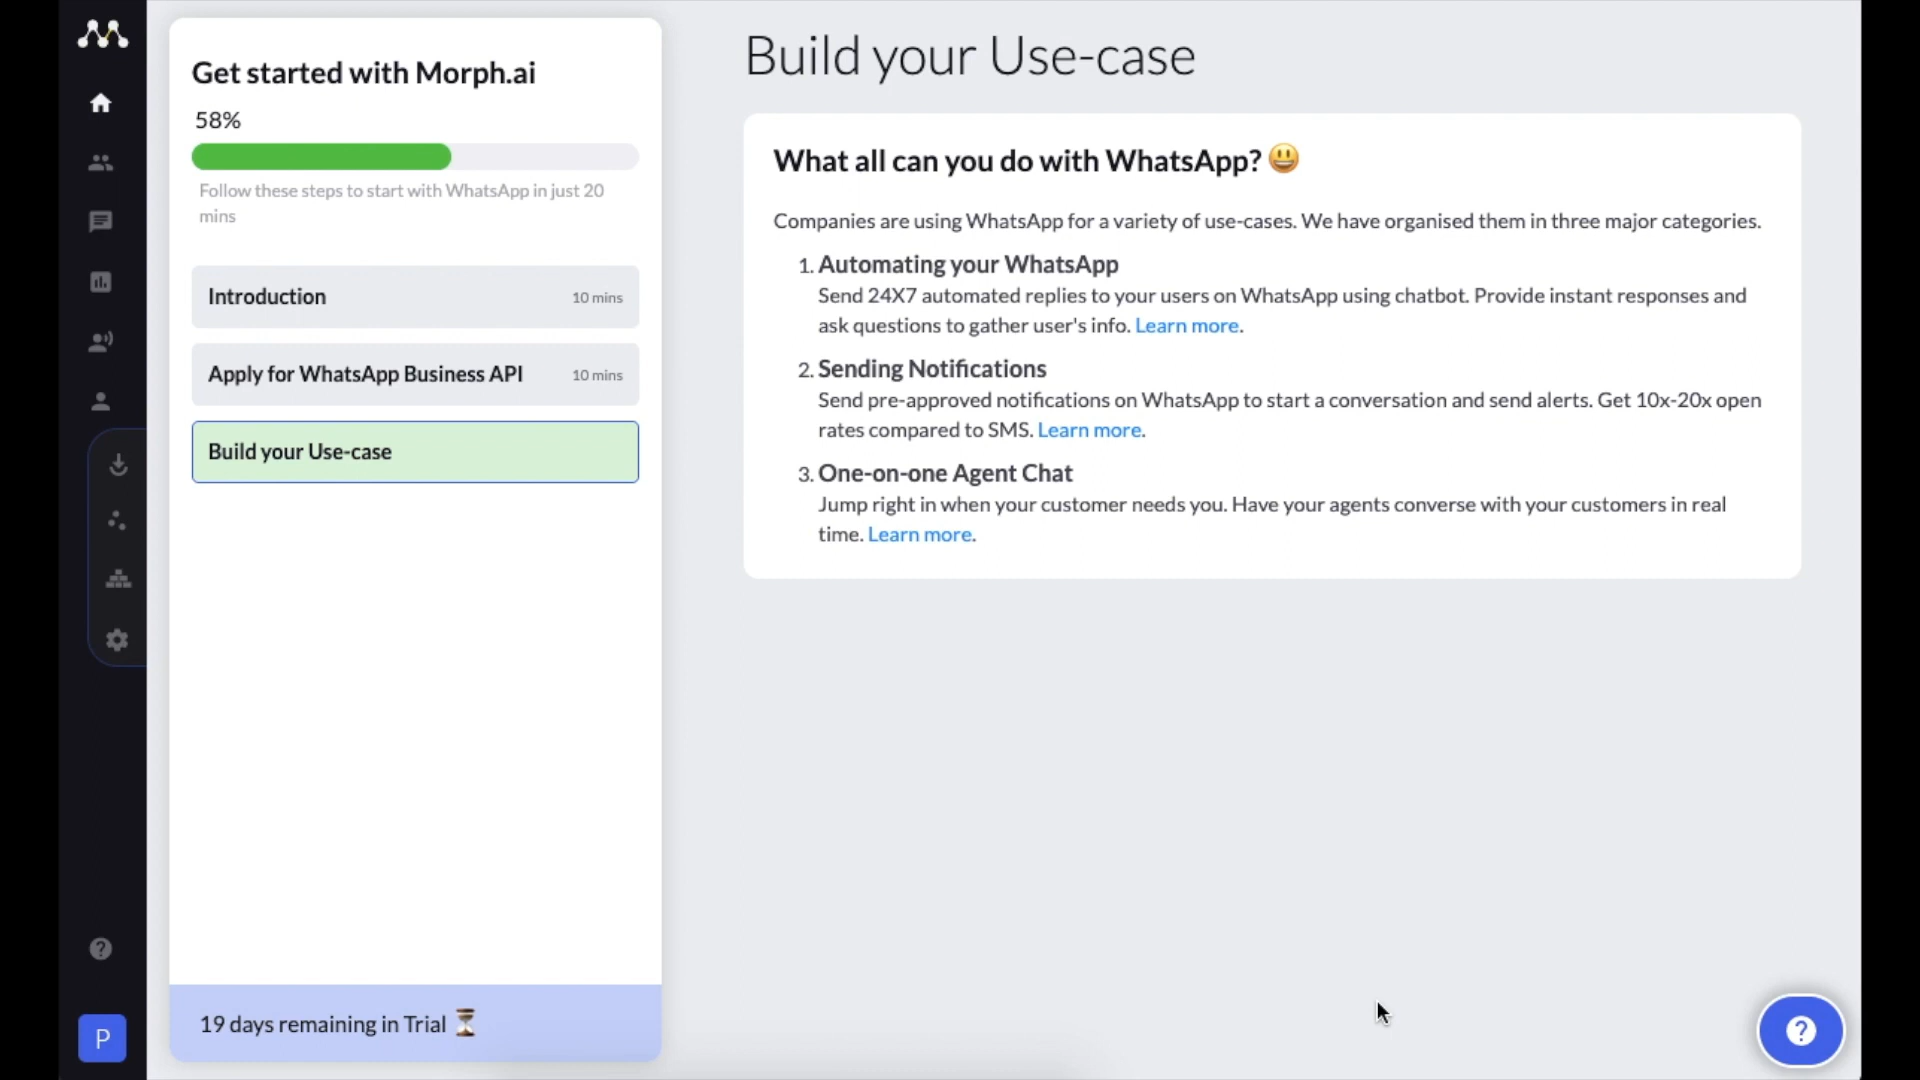 Get started with Morph.ai
58%
Follow these steps to start with WhatsApp in just 20
mins
Introduction 10 mins
Apply for WhatsApp Business API 10 mins
Build your Use-case
19 days remaining in Trial ⏳
P
Build your Use-case
What all can you do with WhatsApp? 😃
Companies are using WhatsApp for a variety of use-cases. We have organised them in three major categories.
1. Automating your WhatsApp
Send 24X7 automated replies to your users on WhatsApp using chatbot. Provide instant responses and
ask questions to gather user's info. Learn more.
2. Sending Notifications
Send pre-approved notifications on WhatsApp to start a conversation and send alerts. Get 10x-20x open
rates compared to SMS. Learn more.
3. One-on-one Agent Chat
Jump right in when your customer needs you. Have your agents converse with your customers in real
time. Learn more.